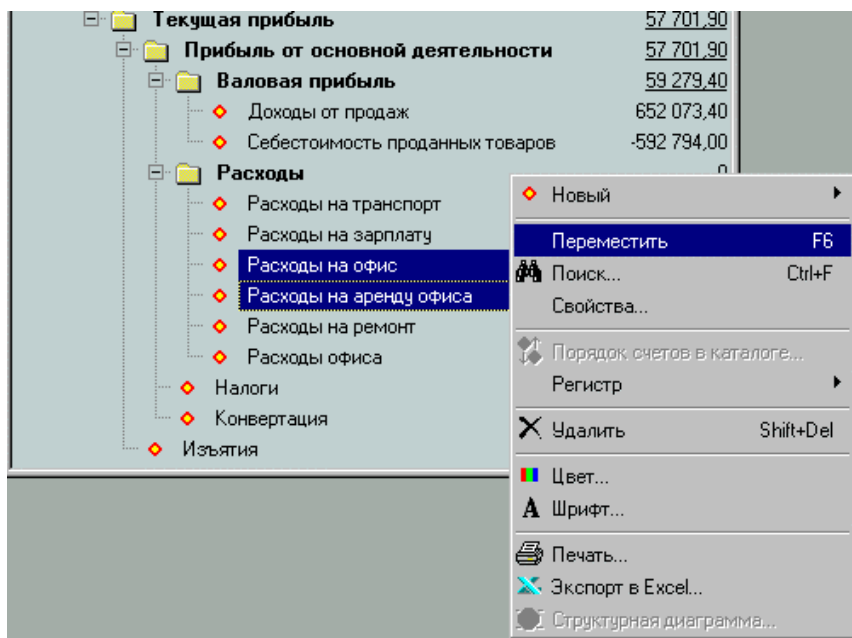 Текущая прибыль 57 701,90
Прибыль от основной деятельности 57 701,90
Валовая прибыль 59 279,40
Доходы от продаж 652 073,40
Себестоимость проданных товаров -592 794,00
Расходы 0
Расходы на транспорт
Расходы на зарплату
Расходы на офис
Расходы на аренду офиса
Расходы на ремонт
Расходы офиса
Налоги
Конвертация
Изъятия
Новый
Переместить F6
Поиск... Ctrl+F
Свойства...
Порядок счетов в каталоге...
Регистр
Удалить Shift+Del
Цвет...
Шрифт...
Печать...
Экспорт в Excel...
Структурная диаграмма...